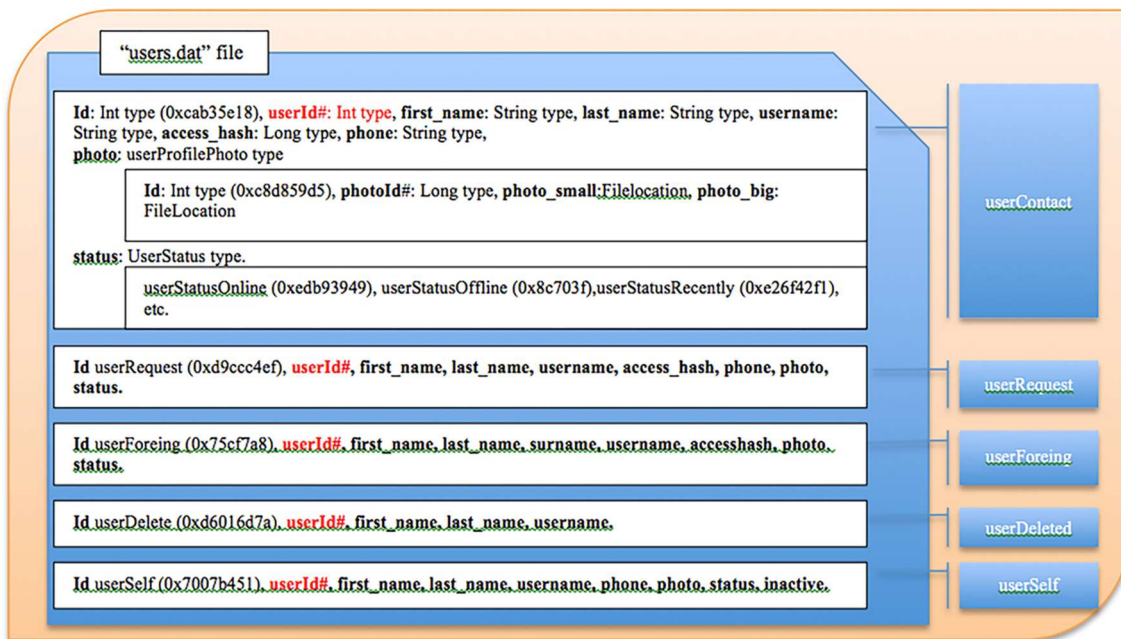 “users.dat” file
Id: Int type (0xcab35e18), userId#: Int type, first_name: String type, last_name: String type, username:
String type, access_hash: Long type, phone: String type,
photo: userProfilePhoto type
Id: Int type (0xc8d859d5), photoId#: Long type, photo_small:Filelocation, photo_big:
FileLocation
status: UserStatus type.
userStatusOnline (0xedb93949), userStatusOffline (0x8c703f),userStatusRecently (0xe26f42f1),
etc.
userContact
Id userRequest (0xd9ccc4ef), userId#, first_name, last_name, username, access_hash, phone, photo,
status.
userRequest
Id userForeing (0x75cf7a8), userId#, first_name, last_name, surname, username, accesshash, photo,
status.
userForeing
Id userDelete (0xd6016d7a), userId#, first_name, last_name, username.
userDeleted
Id userSelf (0x7007b451), userId#, first_name, last_name, username, phone, photo, status, inactive.
userSelf